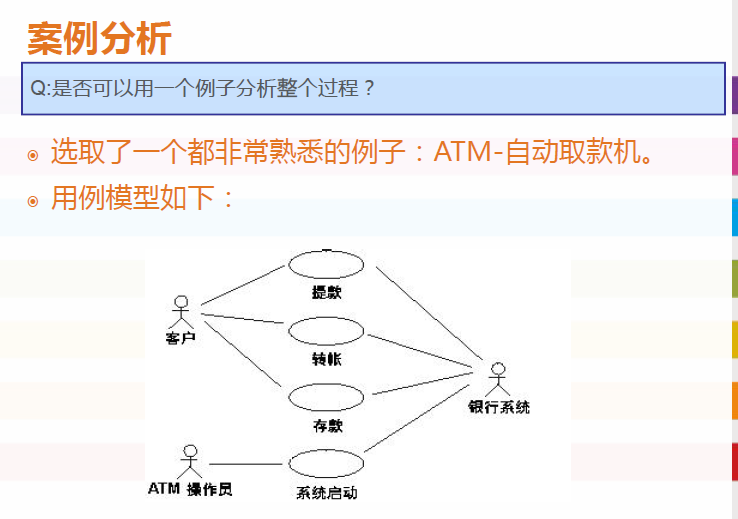 案例分析
Q:是否可以用一个例子分析整个过程？
选取了一个都非常熟悉的例子：ATM-自动取款机。
用例模型如下：
提款
客户
转帐
银行系统
存款
ATM 操作员
系统启动